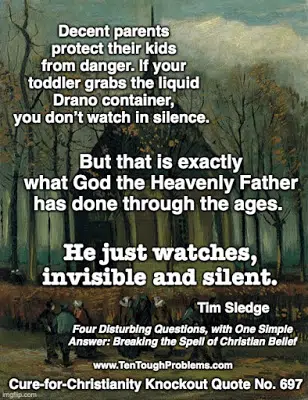 Decent parents
protect their kids
from danger. If your
toddler grabs the liquid
Drano container,
you don't watch in silence.
But that is exactly
what God the Heavenly Father
has done through the ages.
He just watches,
invisible and silent.
Tim Sledge
Four Disturbing Questions, with One Simple
Answer: Breaking the Spell of Christian Belief
www.TenToughProblems.com
Cure-for-Christianity Knockout Quote No. 697
imgflip.com